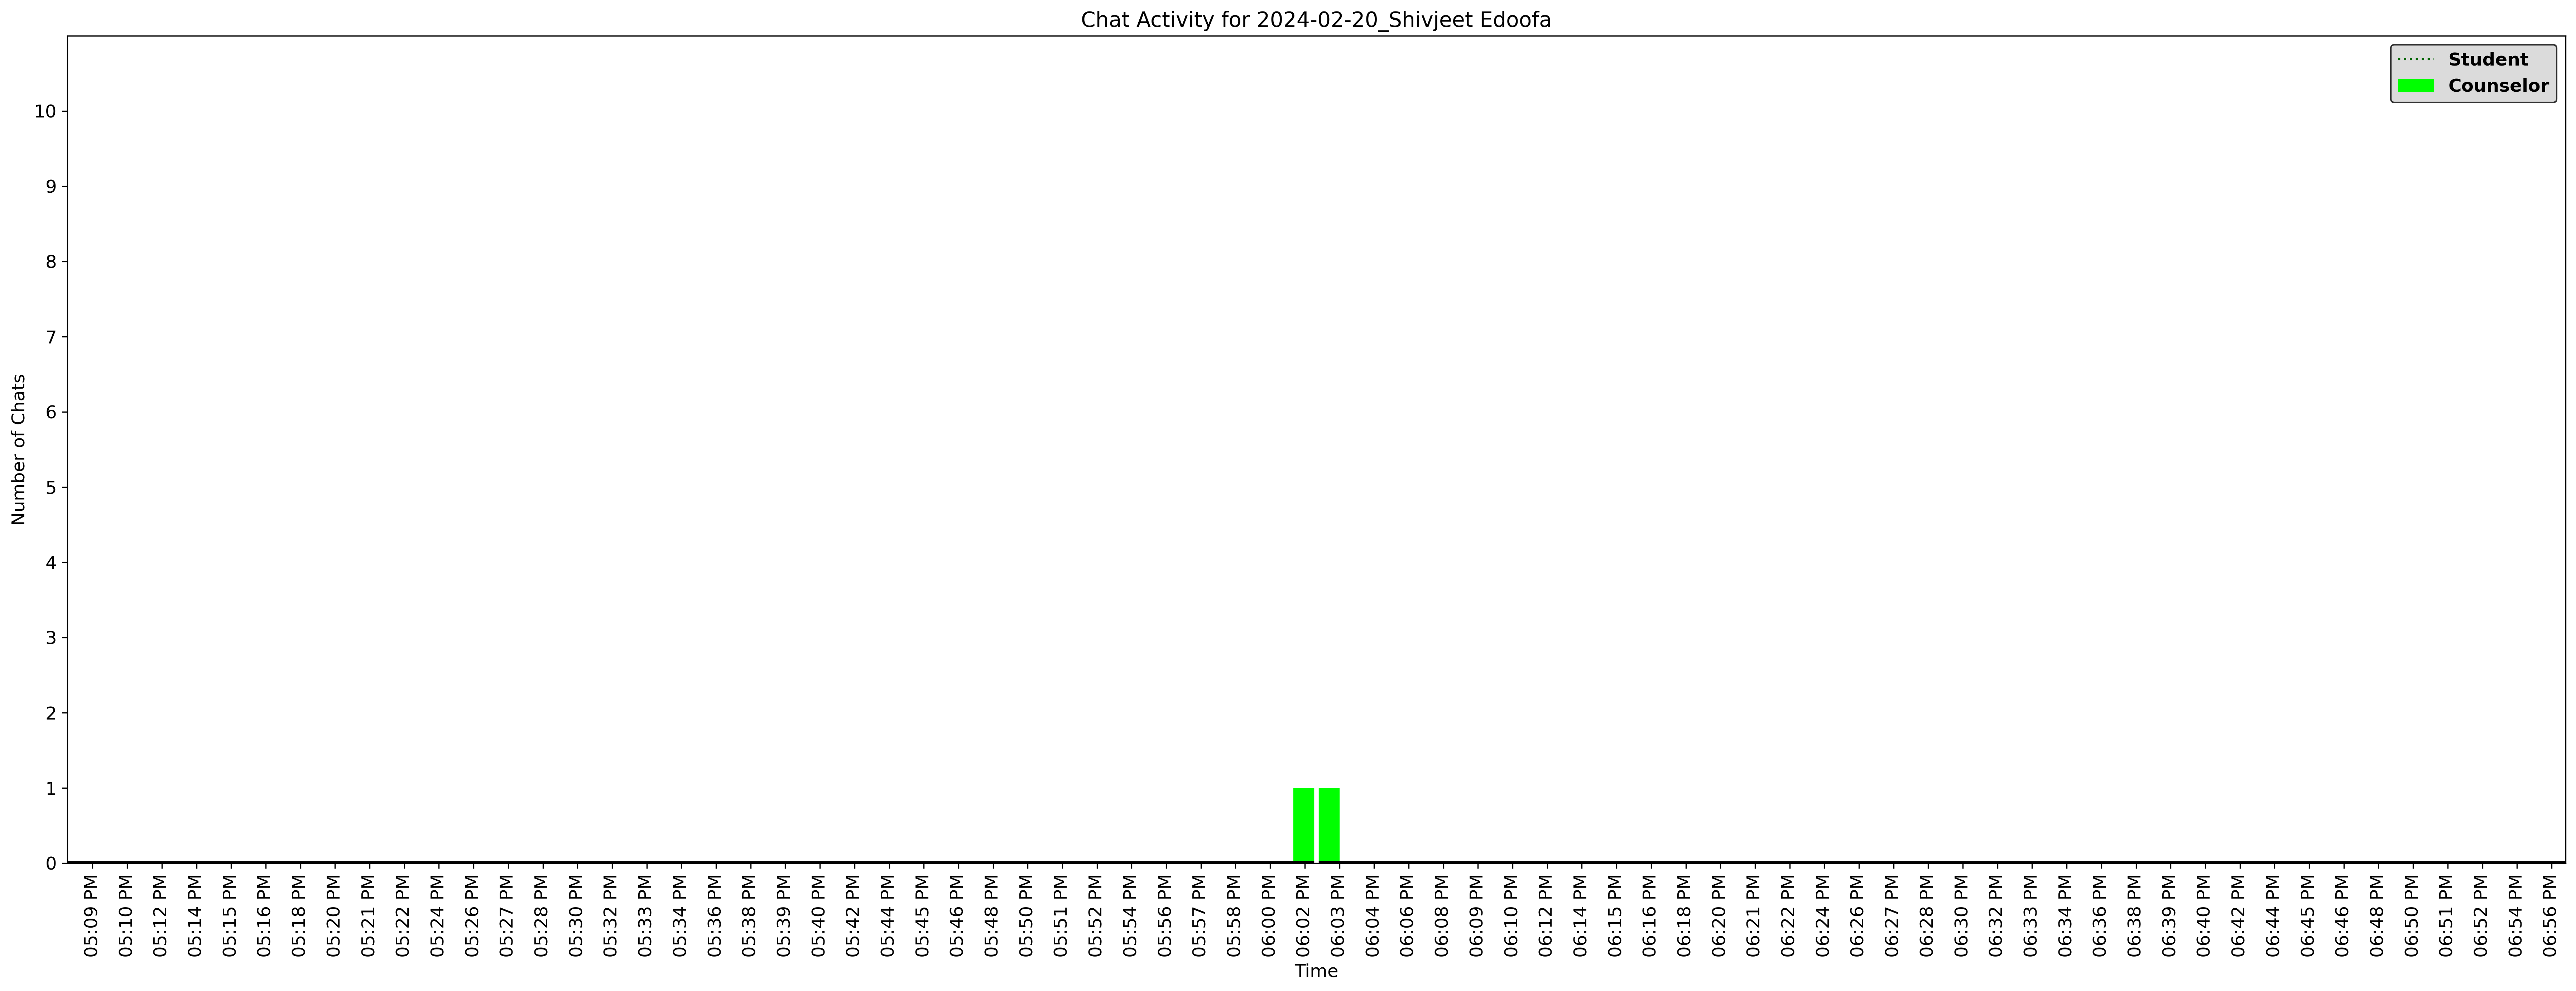 Chat Activity for 2024-02-20_Shivjeet Edoofa
Student
Counselor
10
9
8
7
6
5
4
3
2
1
0
Number of Chats
05:09 PM
05:10 PM
05:12 PM
05:14 PM
05:15 PM
05:16 PM
05:18 PM
05:20 PM
05:21 PM
05:22 PM
05:24 PM
05:26 PM
05:27 PM
05:28 PM
05:30 PM
05:32 PM
05:33 PM
05:34 PM
05:36 PM
05:38 PM
05:39 PM
05:40 PM
05:42 PM
05:44 PM
05:45 PM
05:46 PM
05:48 PM
05:50 PM
05:51 PM
05:52 PM
05:54 PM
05:56 PM
05:57 PM
05:58 PM
06:00 PM
06:02 PM
06:03 PM
06:04 PM
06:06 PM
06:08 PM
06:09 PM
06:10 PM
06:12 PM
06:14 PM
06:15 PM
06:16 PM
06:18 PM
06:20 PM
06:21 PM
06:22 PM
06:24 PM
06:26 PM
06:27 PM
06:28 PM
06:30 PM
06:32 PM
06:33 PM
06:34 PM
06:36 PM
06:38 PM
06:39 PM
06:40 PM
06:42 PM
06:44 PM
06:45 PM
06:46 PM
06:48 PM
06:50 PM
06:51 PM
06:52 PM
06:54 PM
06:56 PM
Time